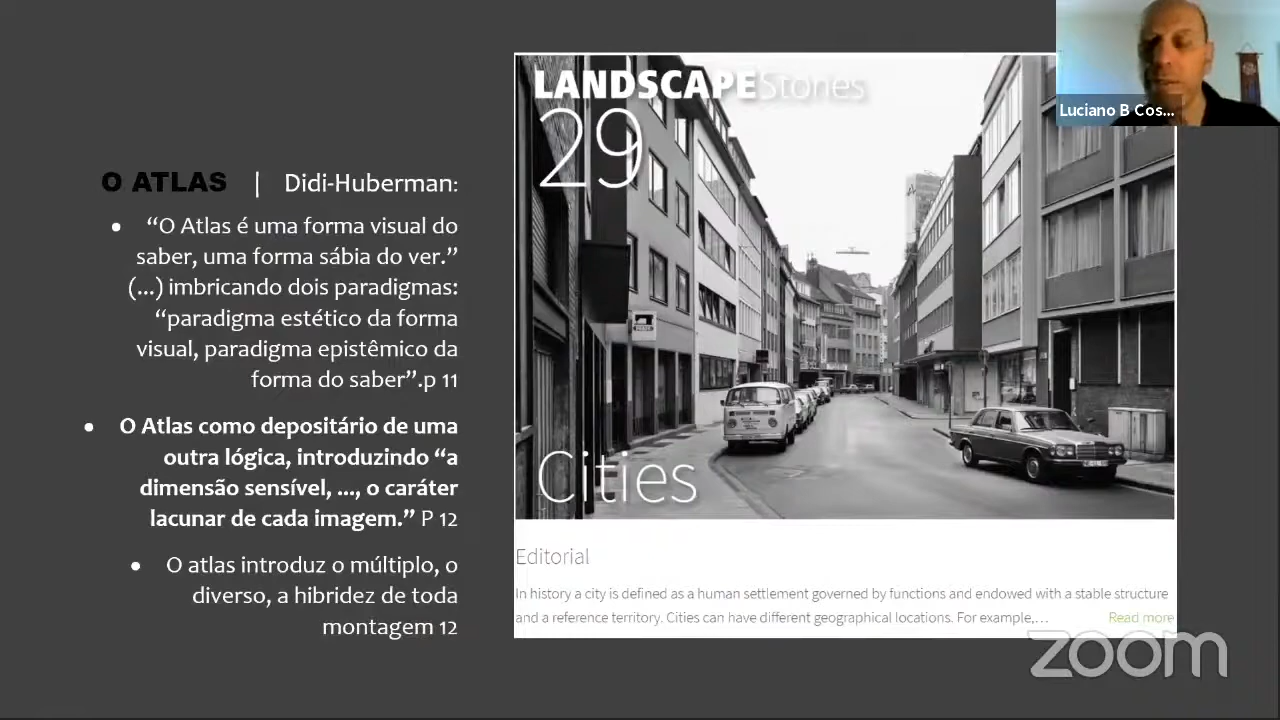 O ATLAS | Didi-Huberman:
• “O Atlas é uma forma visual do
saber, uma forma sábia do ver.”
(...) imbricando dois paradigmas:
“paradigma estético da forma
visual, paradigma epistêmico da
forma do saber”.p 11
• O Atlas como depositário de uma
outra lógica, introduzindo “a
dimensão sensível, ..., o caráter
lacunar de cada imagem.” P 12
• O atlas introduz o múltiplo, o
diverso, a hibridez de toda
montagem 12
LANDSCAPEStories
29
Cities
Editorial
In history a city is defined as a human settlement governed by functions and endowed with a stable structure
and a reference territory. Cities can have different geographical locations. For example,…
Read more
Luciano B Cos...
zoom